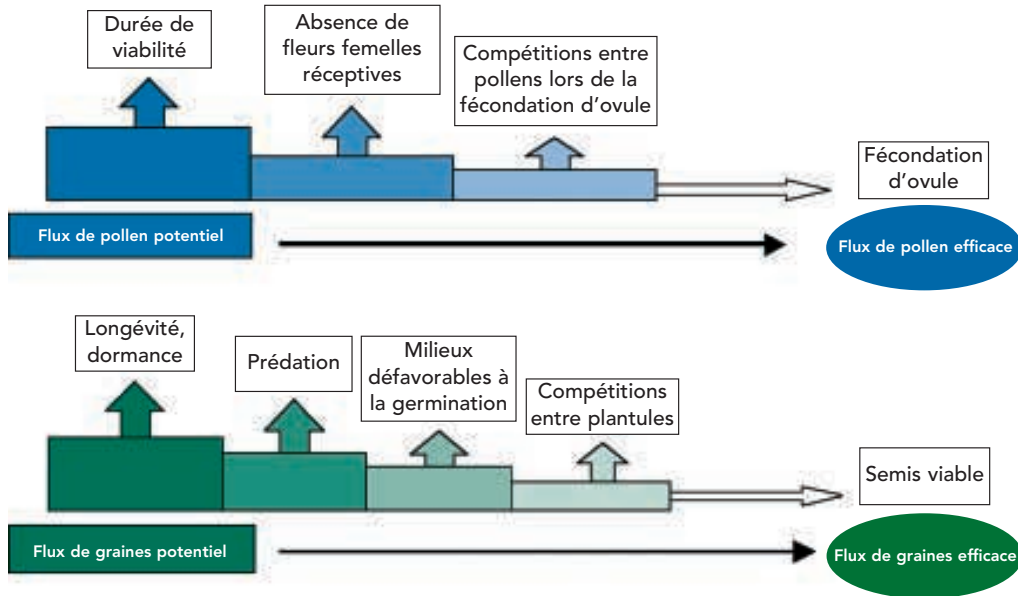 Durée de
viabilité
Absence de
fleurs femelles
réceptives
Compétitions entre
pollens lors de la
fécondation d'ovule
Fécondation
d'ovule
Flux de pollen potentiel
Flux de pollen efficace
Longévité,
dormance
Prédation
Milieux
défavorables à
la germination
Compétitions
entre plantules
Semis viable
Flux de graines potentiel
Flux de graines efficace